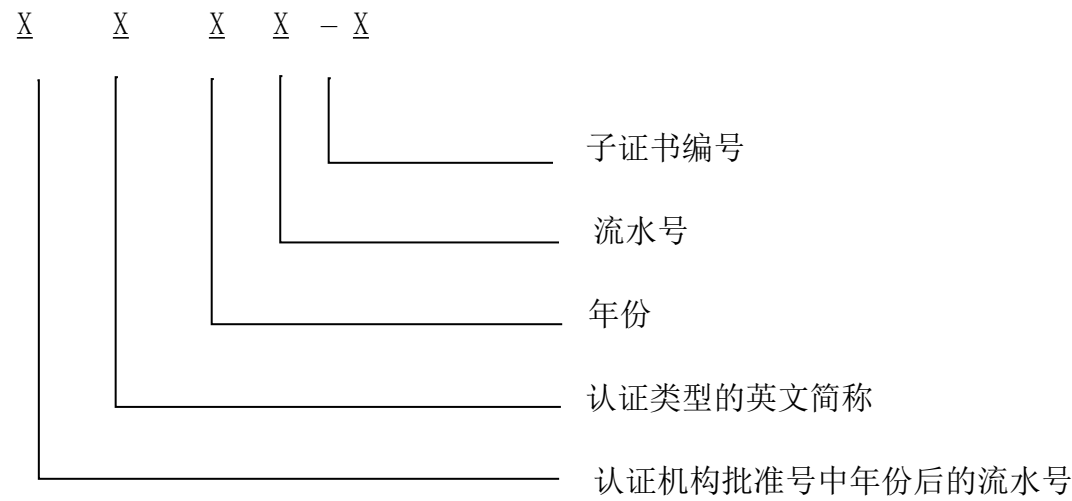 X X X X – X
子证书编号
流水号
年份
认证类型的英文简称
认证机构批准号中年份后的流水号